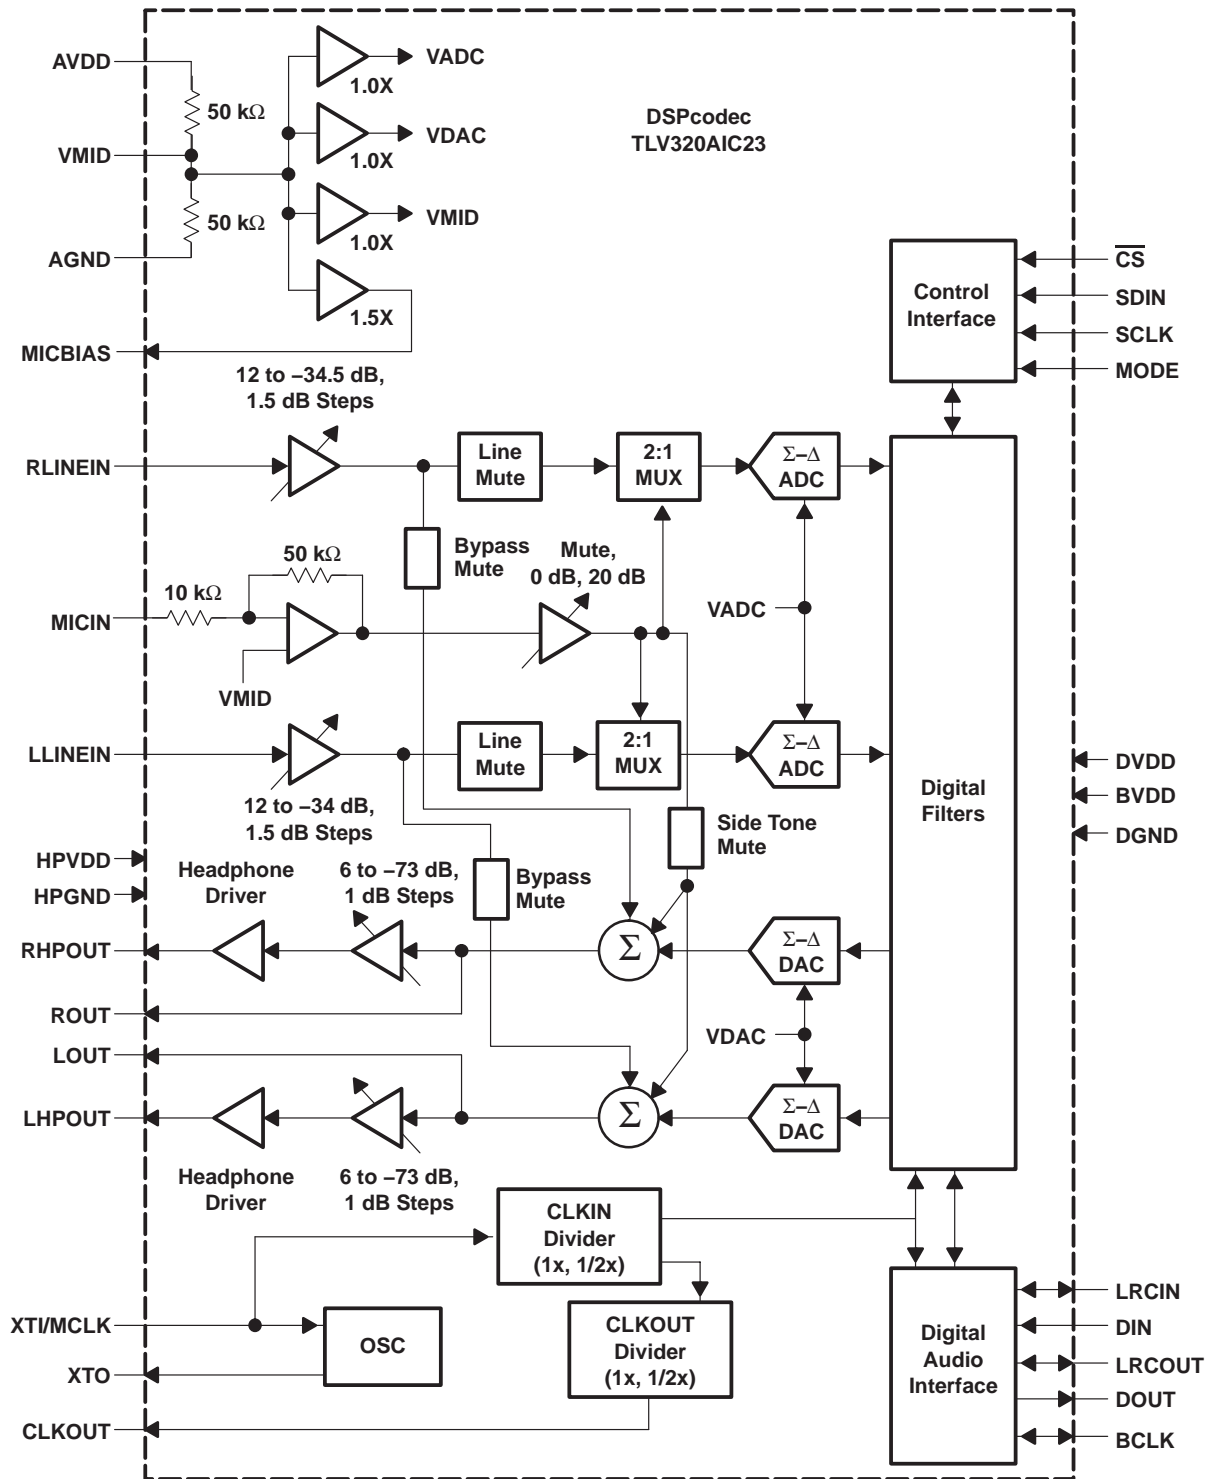 AVDD
50 kΩ
VMID
50 kΩ
AGND
MICBIAS
1.0X
VADC
1.0X
VDAC
1.0X
VMID
1.5X
DSPcodec
TLV320AIC23
Control
Interface
CS
SDIN
SCLK
MODE
12 to –34.5 dB,
1.5 dB Steps
RLINEIN
Line
Mute
2:1
MUX
Σ–Δ
ADC
Bypass
Mute
50 kΩ
10 kΩ
MICIN
VMID
Mute,
0 dB, 20 dB
VADC
LLINEIN
12 to –34 dB,
1.5 dB Steps
Line
Mute
2:1
MUX
Σ–Δ
ADC
Digital
Filters
DVDD
BVDD
DGND
Side Tone
Mute
Bypass
Mute
HPVDD
HPGND
Headphone
Driver
6 to –73 dB,
1 dB Steps
RHPOUT
Σ
Σ–Δ
DAC
ROUT
LOUT
VDAC
LHPOUT
Σ
Σ–Δ
DAC
Headphone
Driver
6 to –73 dB,
1 dB Steps
CLKIN
Divider
(1x, 1/2x)
XTI/MCLK
OSC
XTO
CLKOUT
Divider
(1x, 1/2x)
CLKOUT
Digital
Audio
Interface
LRCIN
DIN
LRCOUT
DOUT
BCLK